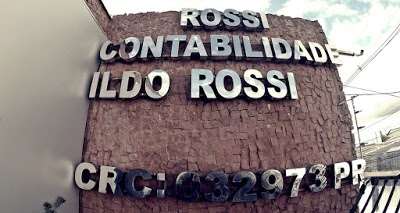 ROSSI
CONTABILIDADE
ILDO ROSSI
CRC: 032973 PR